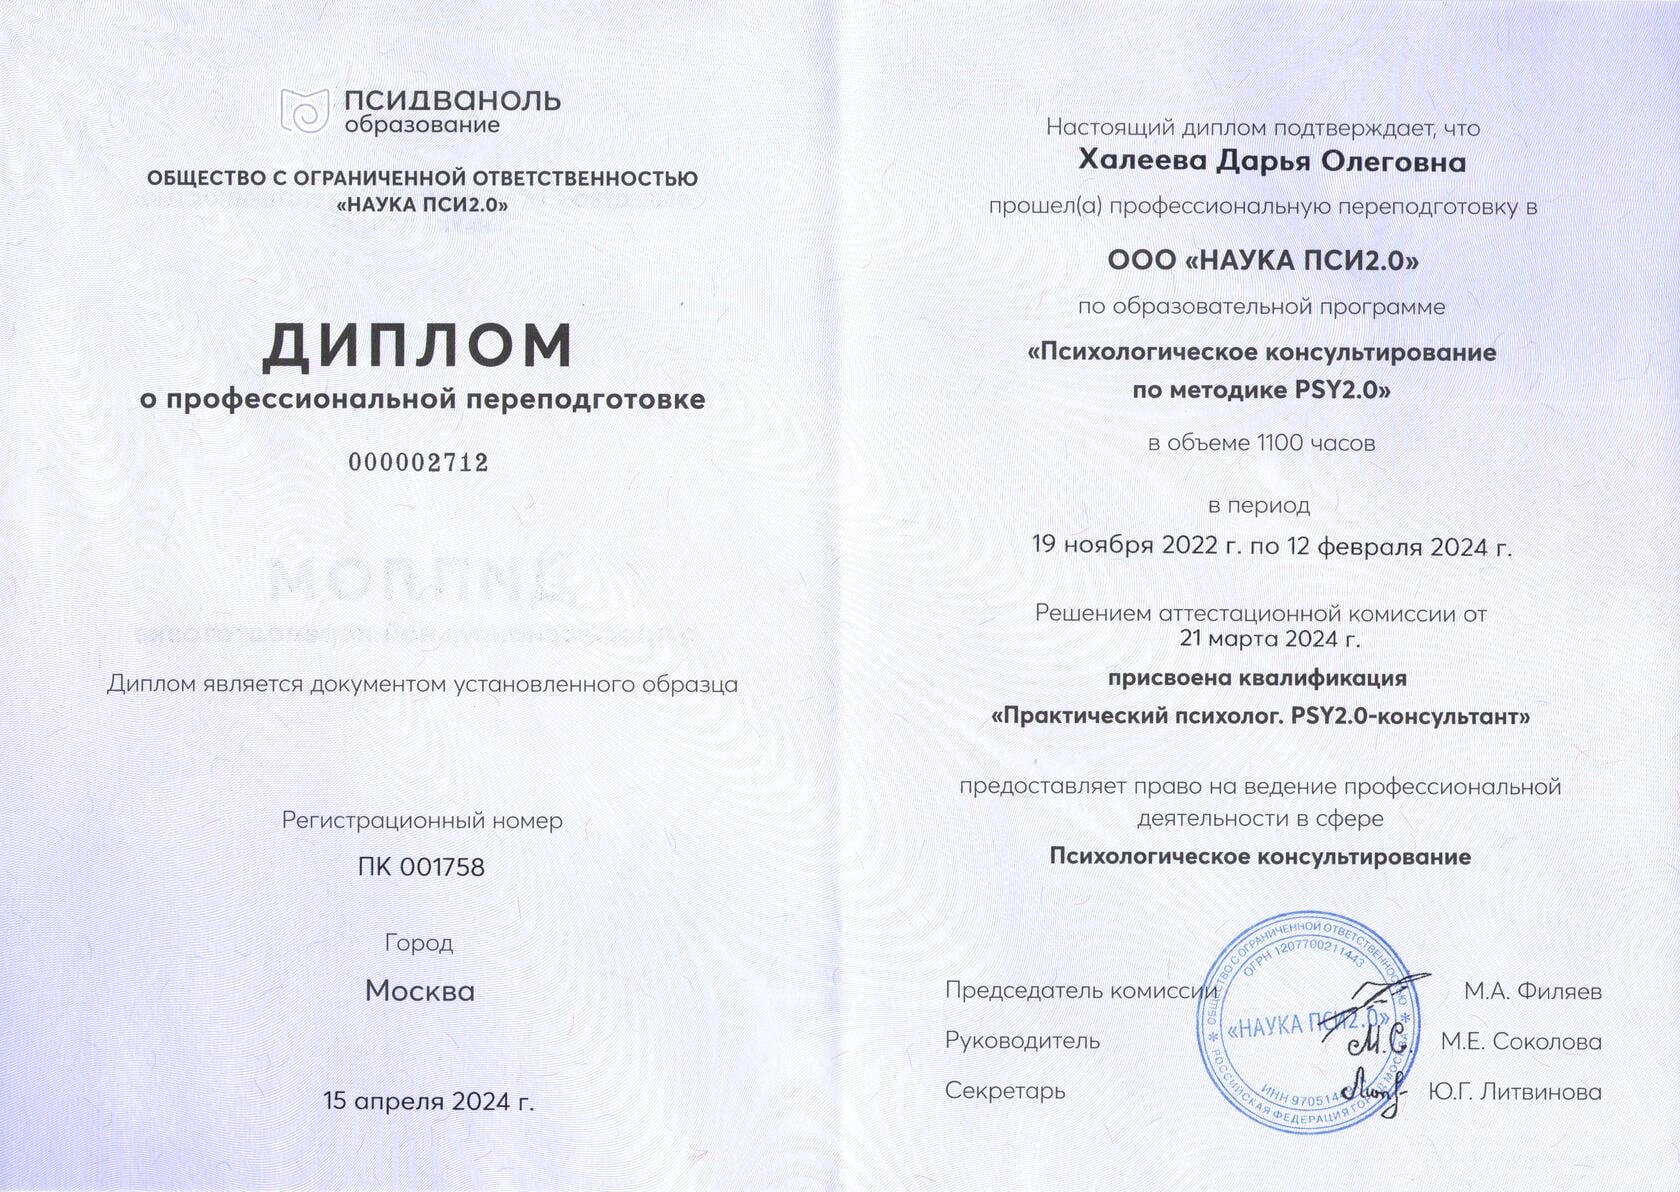 ПСИДВАНОЛЬ
образование
ОБЩЕСТВО С ОГРАНИЧЕННОЙ ОТВЕТСТВЕННОСТЬЮ
«НАУКА ПСИ2.0»
ДИПЛОМ
о профессиональной переподготовке
000002712
Диплом является документом установленного образца
Регистрационный номер
ПК 001758
Город
Москва
15 апреля 2024 г.
Настоящий диплом подтверждает, что
Халеева Дарья Олеговна
прошел(а) профессиональную переподготовку в
ООО «НАУКА ПСИ2.0»
по образовательной программе
«Психологическое консультирование
по методике PSY2.0»
в объеме 1100 часов
в период
19 ноября 2022 г. по 12 февраля 2024 г.
Решением аттестационной комиссии от
21 марта 2024 г.
присвоена квалификация
«Практический психолог. PSY2.0-консультант»
предоставляет право на ведение профессиональной
деятельности в сфере
Психологическое консультирование
Председатель комиссии М.А. Филяев
Руководитель М.Е. Соколова
Секретарь Ю.Г. Литвинова
ОБЩЕСТВО С ОГРАНИЧЕННОЙ ОТВЕТСТВЕННОСТЬЮ
ОГРН 1207700211443
«НАУКА ПСИ2.0»
ИНН
РОССИЙСКАЯ ФЕДЕРАЦИЯ ГОРОД МОСКВА